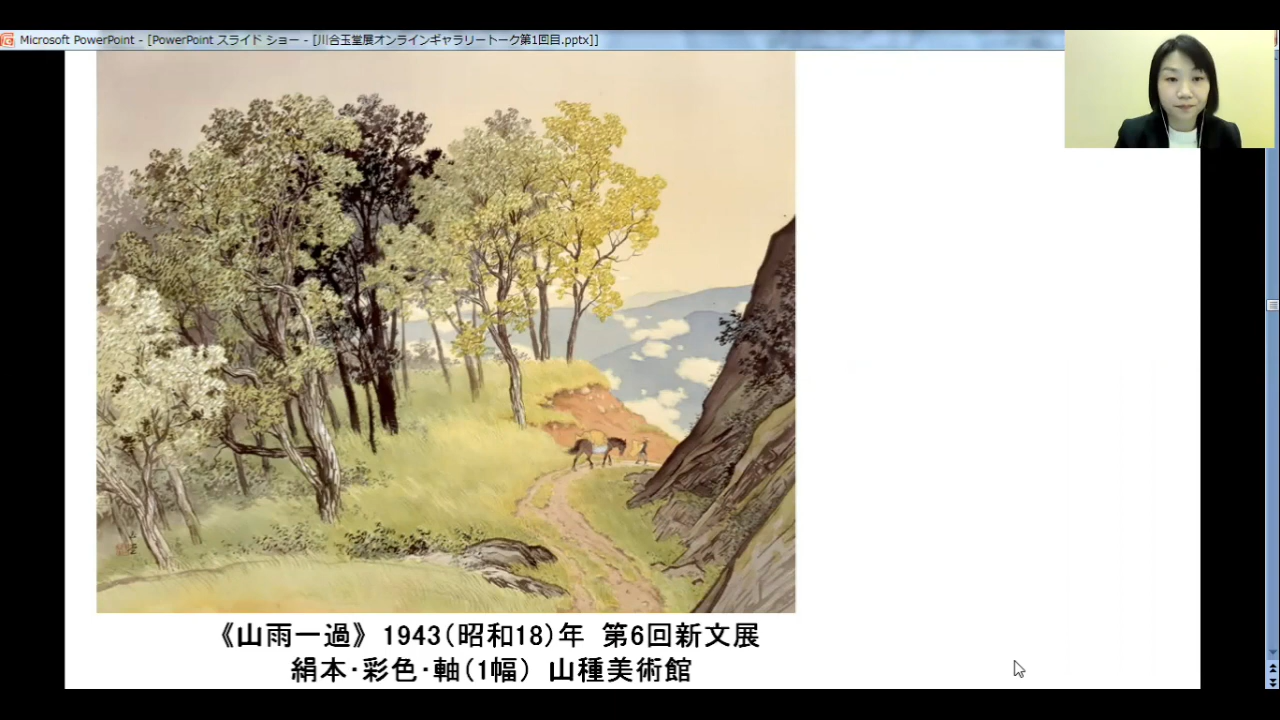 Microsoft PowerPoint - [PowerPoint スライド ショー - [川合玉堂展オンラインギャラリートーク第1回目.pptx]]
《山雨一過》 1943(昭和18)年 第6回新文展
絹本・彩色・軸(1幅) 山種美術館